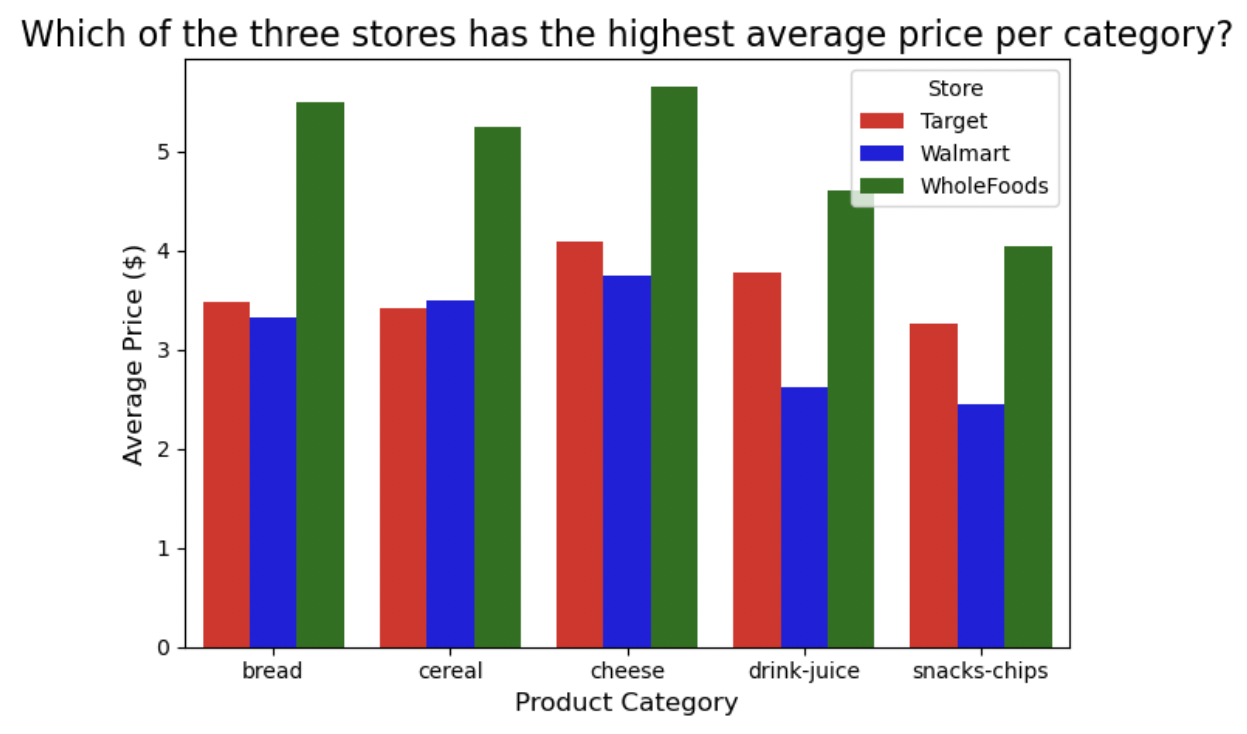 Which of the three stores has the highest average price per category?
Store
Target
Walmart
WholeFoods
Average Price ($)
5
4
3
2
1
0
bread cereal cheese drink-juice snacks-chips
Product Category